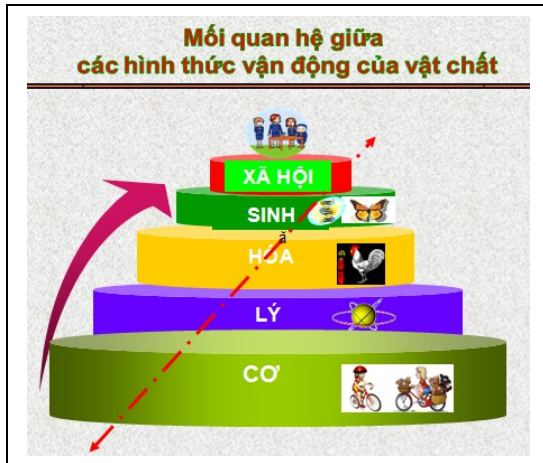 Mối quan hệ giữa
các hình thức vận động của vật chất
XÃ HỘI
SINH
ă
HÓA
LÝ
CƠ